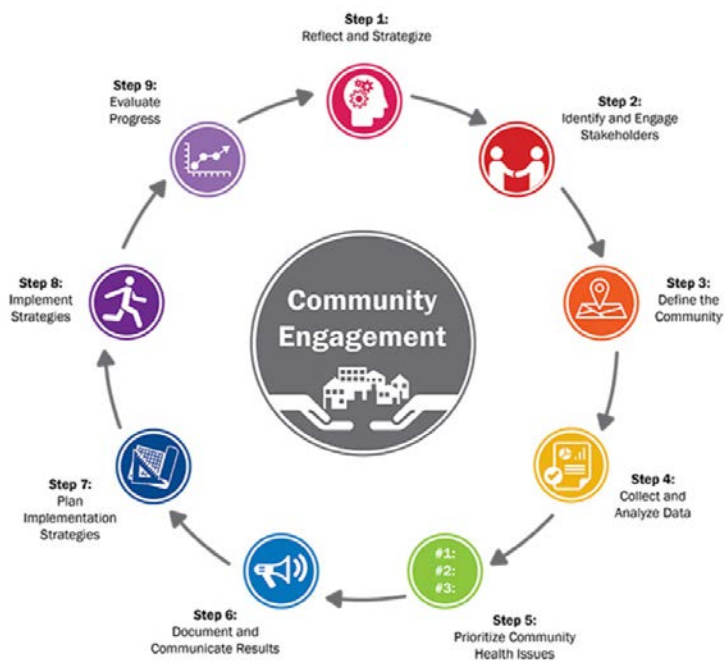 Step 1:
Reflect and Strategize
Step 2:
Identify and Engage
Stakeholders
Step 3:
Define the
Community
Step 4:
Collect and
Analyze Data
Step 5:
Prioritize Community
Health Issues
#1:
#2:
#3:
Step 6:
Document and
Communicate Results
Step 7:
Plan
Implementation
Strategies
Step 8:
Implement
Strategies
Step 9:
Evaluate
Progress
Community
Engagement